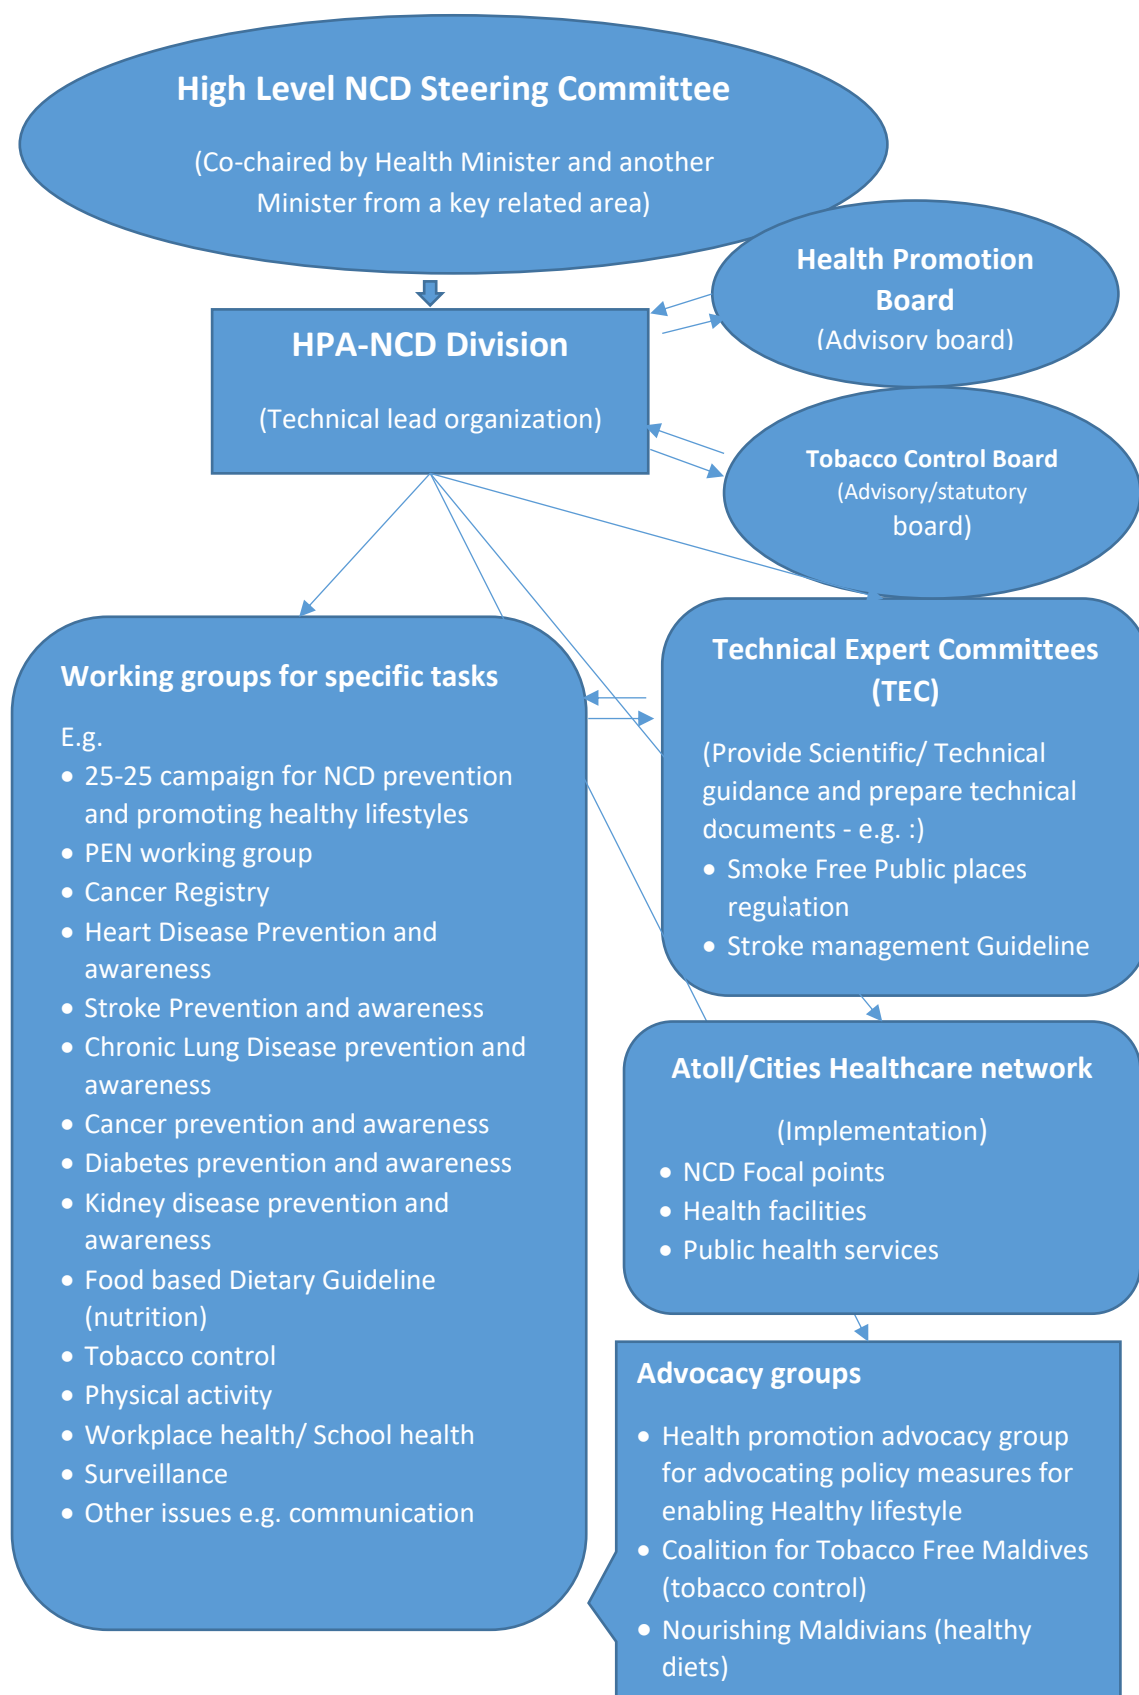 High Level NCD Steering Committee
(Co-chaired by Health Minister and another
Minister from a key related area)
Health Promotion
Board
(Advisory board)
HPA-NCD Division
(Technical lead organization)
Tobacco Control Board
(Advisory/statutory
board)
Working groups for specific tasks
E.g.
• 25-25 campaign for NCD prevention
and promoting healthy lifestyles
• PEN working group
• Cancer Registry
• Heart Disease Prevention and
awareness
• Stroke Prevention and awareness
• Chronic Lung Disease prevention and
awareness
• Cancer prevention and awareness
• Diabetes prevention and awareness
• Kidney disease prevention and
awareness
• Food based Dietary Guideline
(nutrition)
• Tobacco control
• Physical activity
• Workplace health/ School health
• Surveillance
• Other issues e.g. communication
Technical Expert Committees
(TEC)
(Provide Scientific/ Technical
guidance and prepare technical
documents - e.g. :)
• Smoke Free Public places
regulation
• Stroke management Guideline
Atoll/Cities Healthcare network
(Implementation)
• NCD Focal points
• Health facilities
• Public health services
Advocacy groups
• Health promotion advocacy group
for advocating policy measures for
enabling Healthy lifestyle
• Coalition for Tobacco Free Maldives
(tobacco control)
• Nourishing Maldivians (healthy
diets)